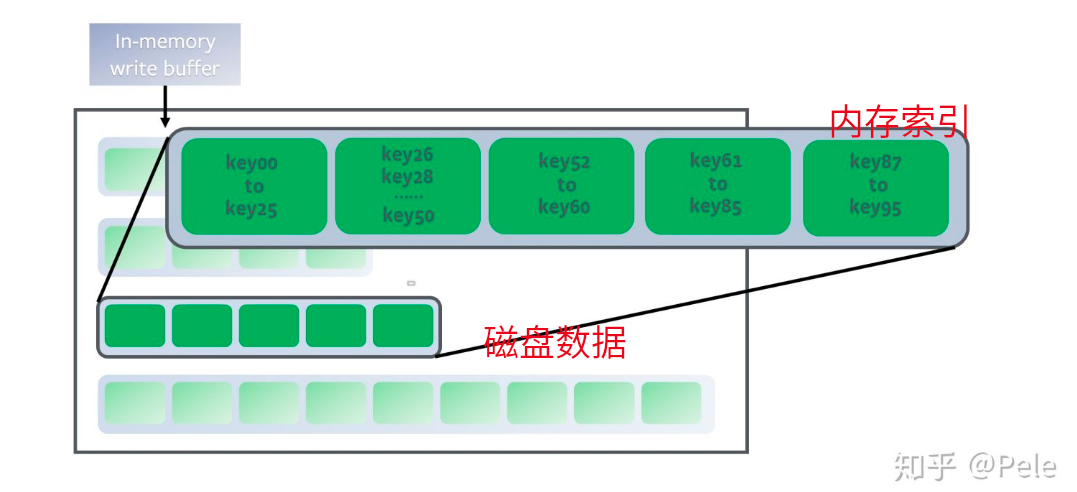 In-memory
write buffer
内存索引
key00
to
key25
key26
key28
······
key50
key52
to
key60
key61
to
key85
key87
to
key95
磁盘数据
知乎 @Pele